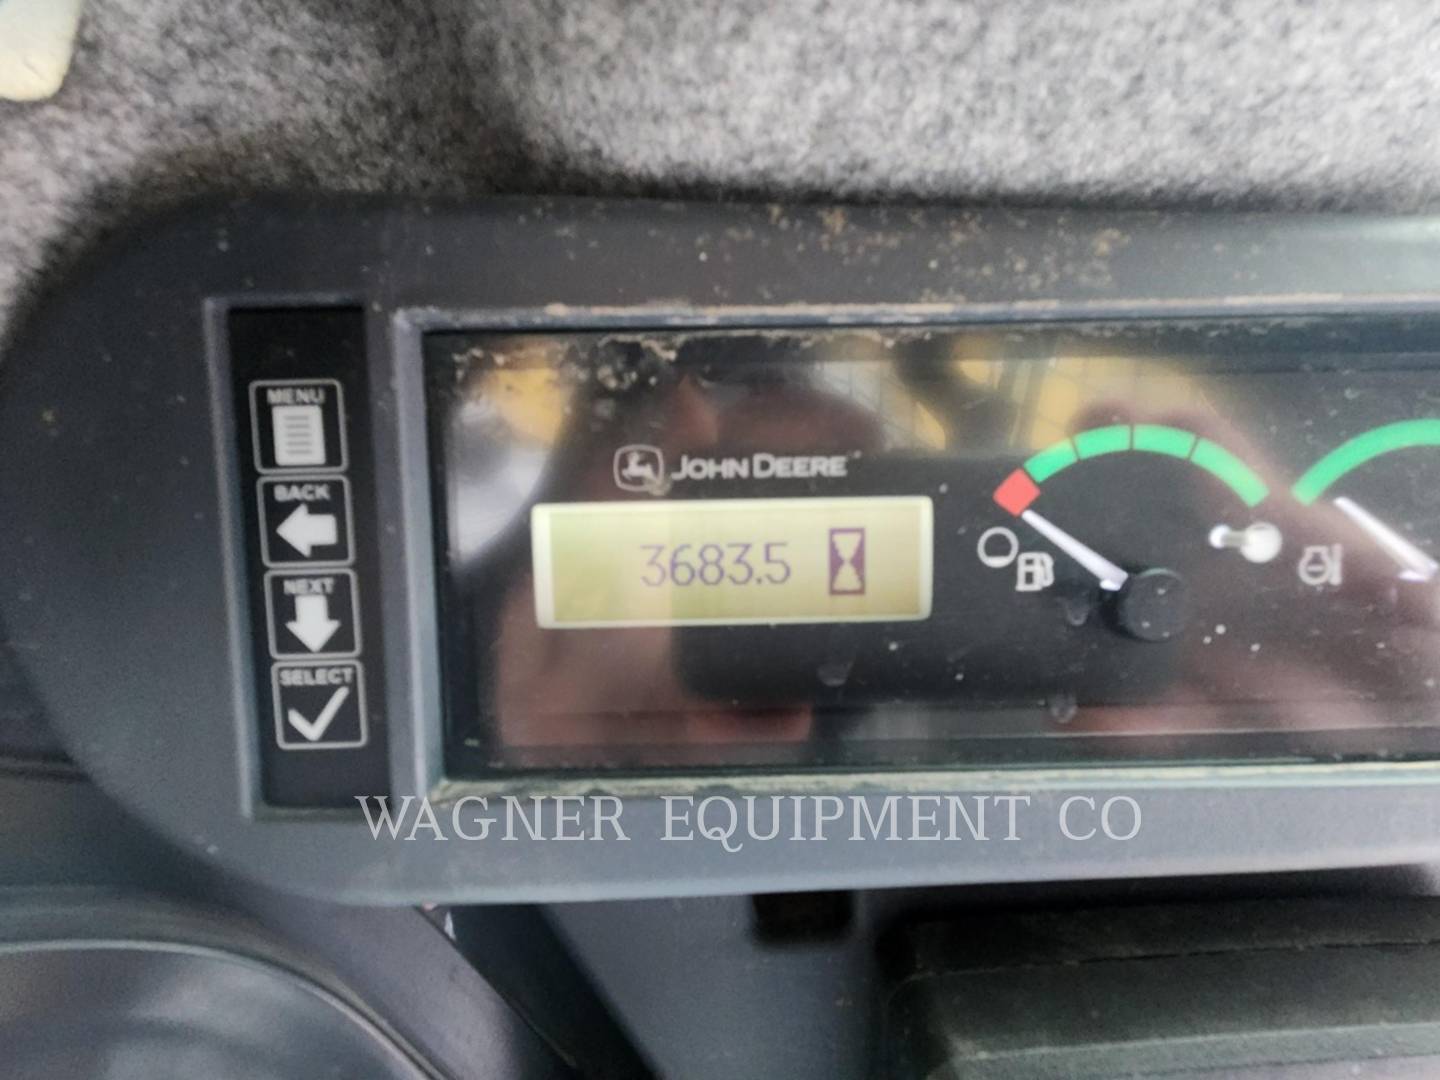 MENU
BACK
NEXT
SELECT
JOHN DEERE
3683.5
WAGNER EQUIPMENT CO